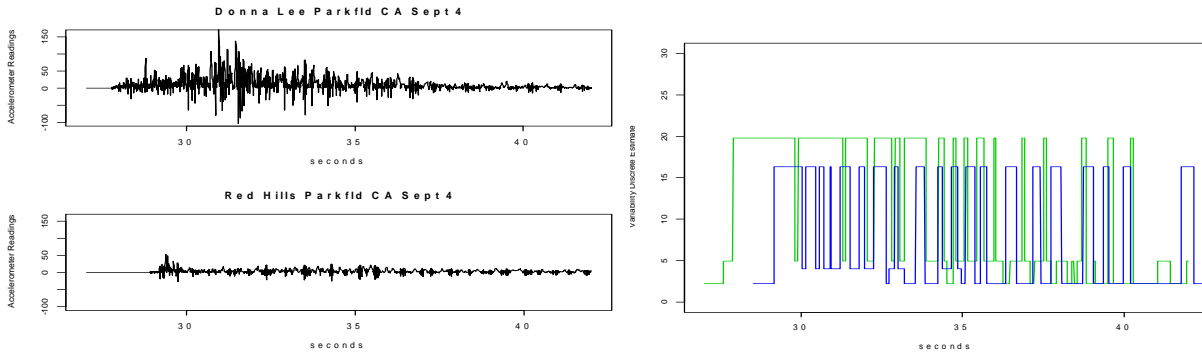 Donna Lee Parkfld CA Sept 4
Accelerometer Readings
150
50
0
-100
30 35 40
seconds
Red Hills Parkfld CA Sept 4
Accelerometer Readings
150
50
0
-100
30 35 40
seconds
Variability Discrete Estimate
30
25
20
15
10
5
0
30 35 40
seconds